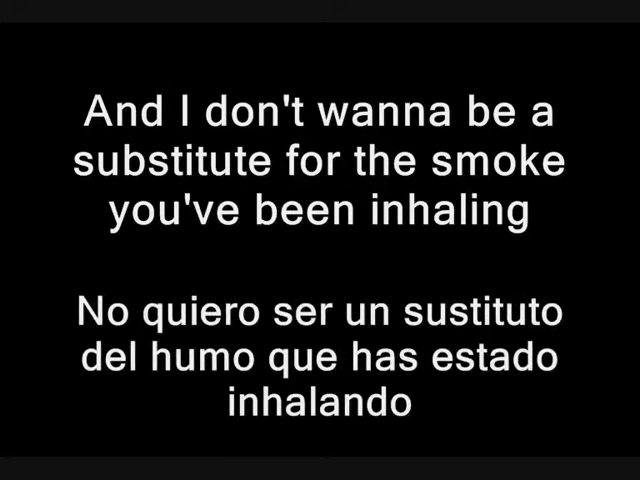 And I don't wanna be a
substitute for the smoke
you've been inhaling
No quiero ser un sustituto
del humo que has estado
inhalando